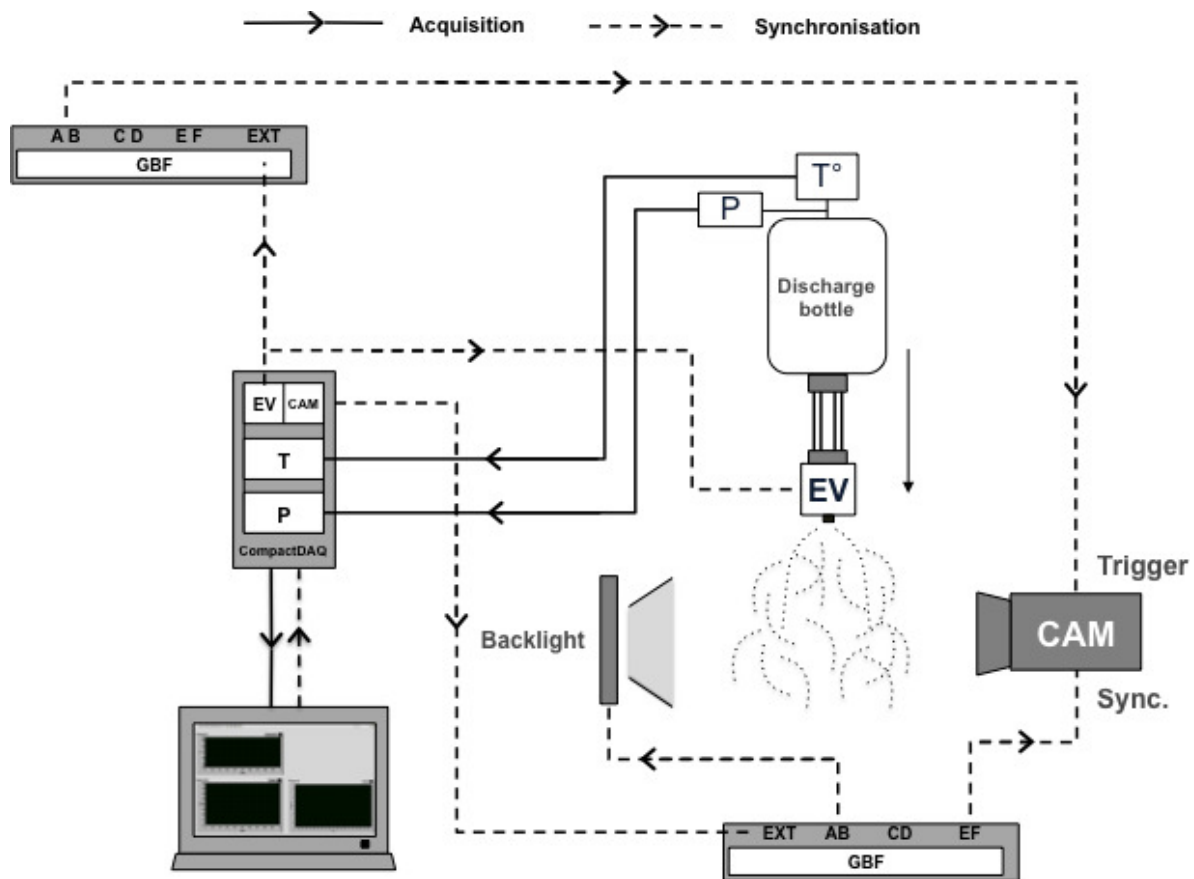 Acquisition
Synchronisation
A B C D E F EXT
GBF
T°
P
Discharge
bottle
EV CAM
T
P
CompactDAQ
EV
Backlight
Trigger
CAM
Sync.
EXT AB CD EF
GBF